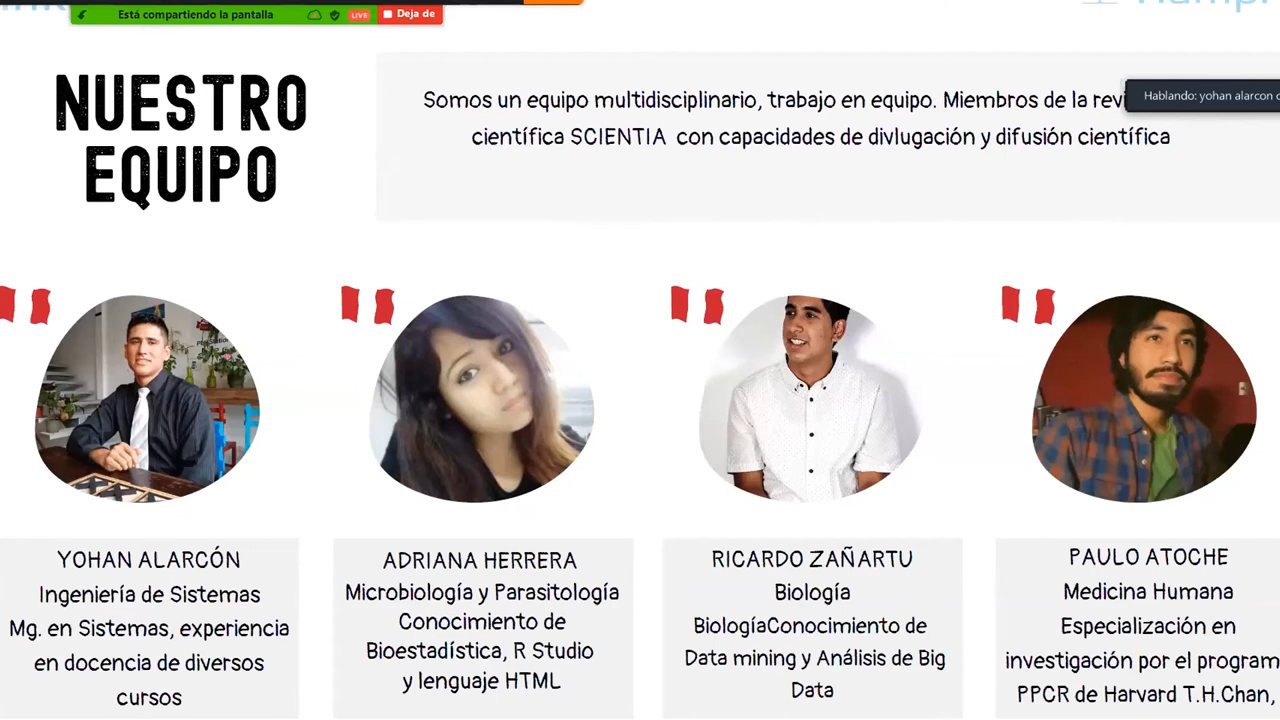 Está compartiendo la pantalla
LIVE
Deja de
NUESTRO
EQUIPO
Somos un equipo multidisciplinario, trabajo en equipo. Miembros de la
científica SCIENTIA con capacidades de divlugación y difusión científica
Hablando: yohan alarcon
YOHAN ALARCÓN
Ingeniería de Sistemas
Mg. en Sistemas, experiencia
en docencia de diversos
cursos
ADRIANA HERRERA
Microbiología y Parasitología
Conocimiento de
Bioestadística, R Studio
y lenguaje HTML
RICARDO ZAÑARTU
Biología
BiologíaConocimiento de
Data mining y Análisis de Big
Data
PAULO ATOCHE
Medicina Humana
Especialización en
investigación por el program
PPCR de Harvard T.H.Chan,